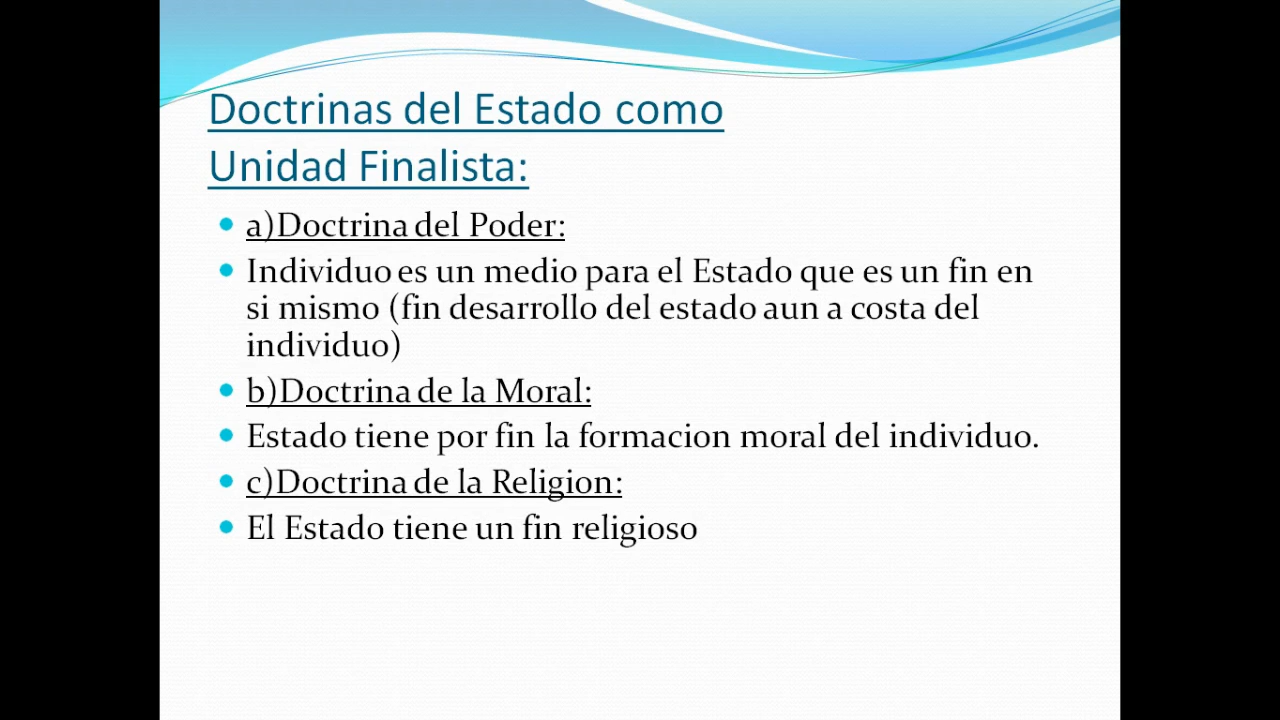 Doctrinas del Estado como
Unidad Finalista:
a)Doctrina del Poder:
Individuo es un medio para el Estado que es un fin en
si mismo (fin desarrollo del estado aun a costa del
individuo)
b)Doctrina de la Moral:
Estado tiene por fin la formacion moral del individuo.
c)Doctrina de la Religion:
El Estado tiene un fin religioso